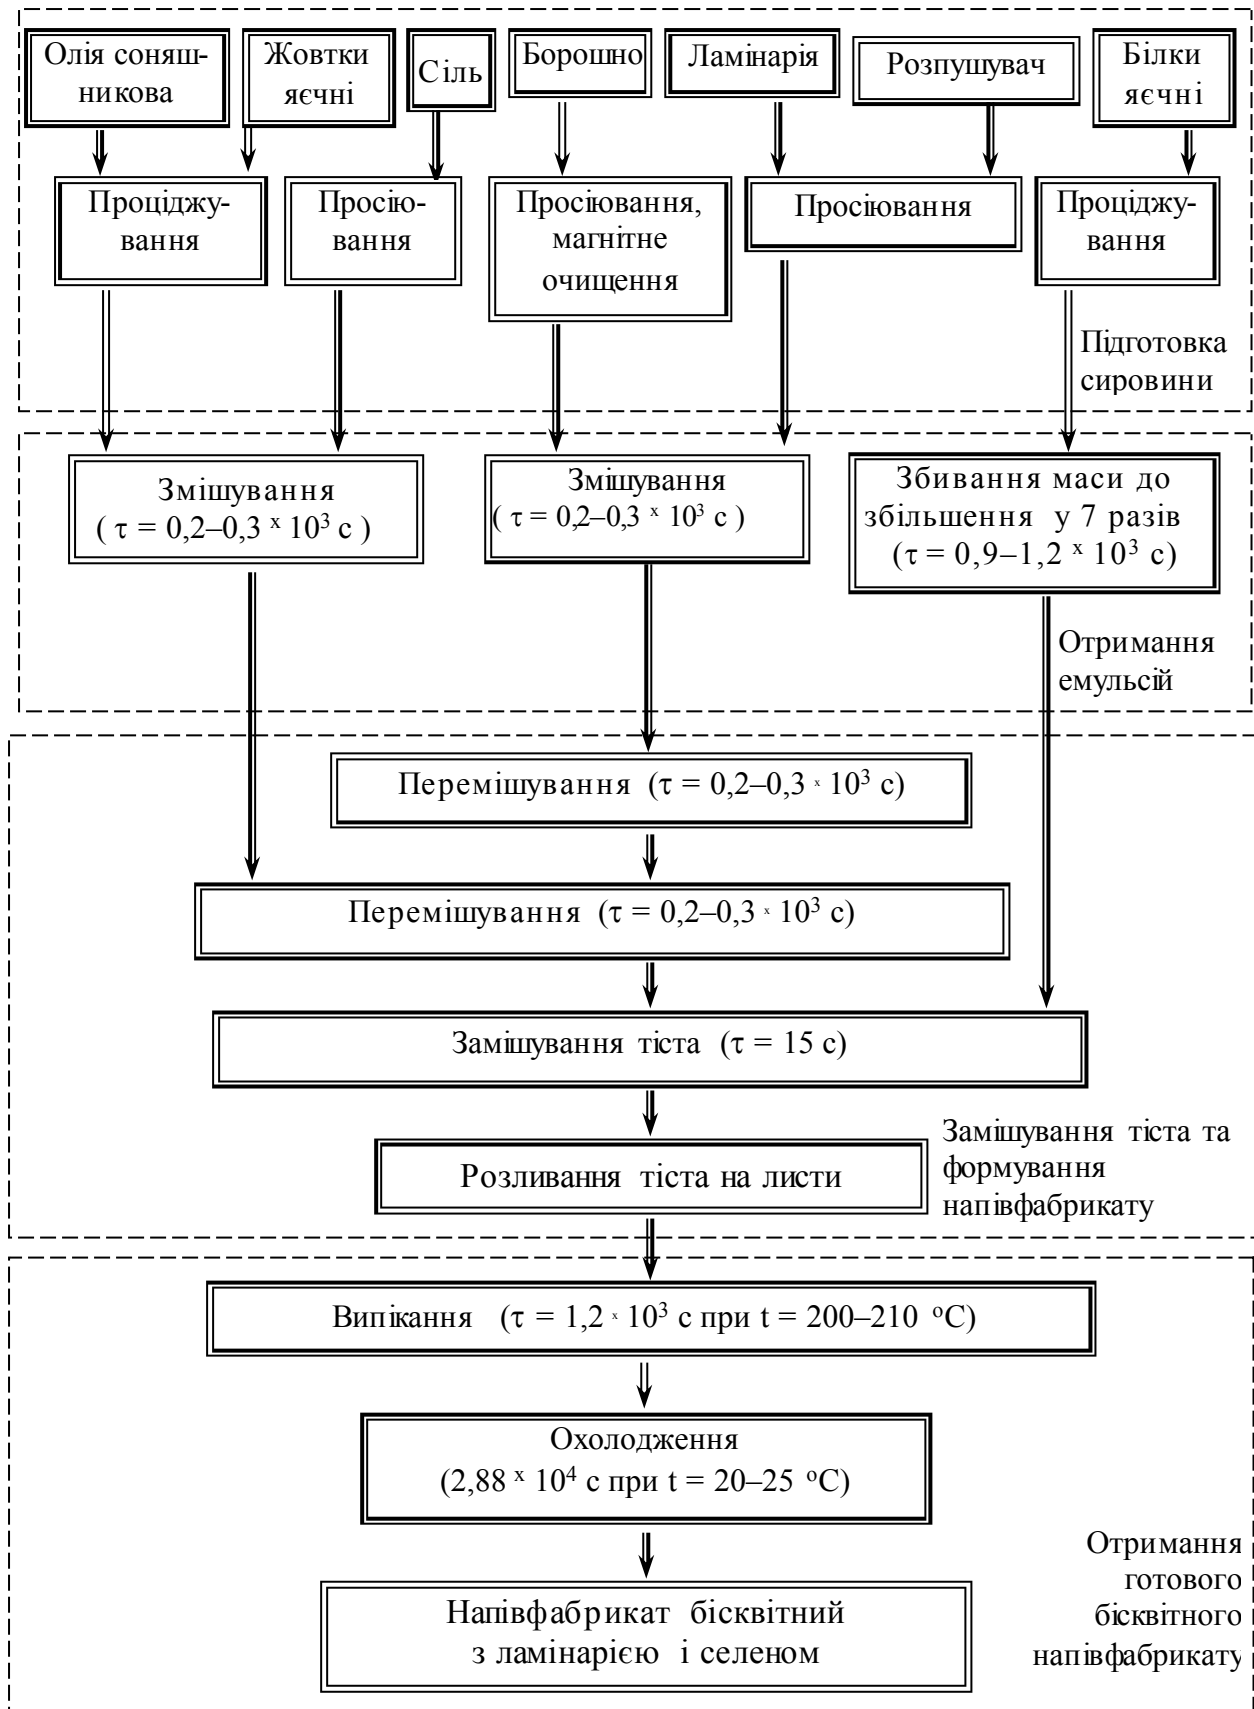 Олія соняш-
никова
Жовтки
яєчні
Сіль
Борошно
Ламінарія
Розпушувач
Білки
яєчні
Проціджу-
вання
Просію-
вання
Просіювання,
магнітне
очищення
Просіювання
Проціджу-
вання
Підготовка
сировини
Змішування
( τ = 0,2–0,3 х 10³ с )
Змішування
( τ = 0,2–0,3 х 10³ с )
Збивання маси до
збільшення у 7 разів
(τ = 0,9–1,2 х 10³ с)
Отримання
емульсій
Перемішування (τ = 0,2–0,3 х 10³ с)
Перемішування (τ = 0,2–0,3 х 10³ с)
Замішування тіста (τ = 15 с)
Розливання тіста на листи
Замішування тіста та
формування
напівфабрикату
Випікання (τ = 1,2 х 10³ с при t = 200–210 °С)
Охолодження
(2,88 х 10⁴ с при t = 20–25 °С)
Напівфабрикат бісквітний
з ламінарією і селеном
Отримання
готового
бісквітного
напівфабрикату